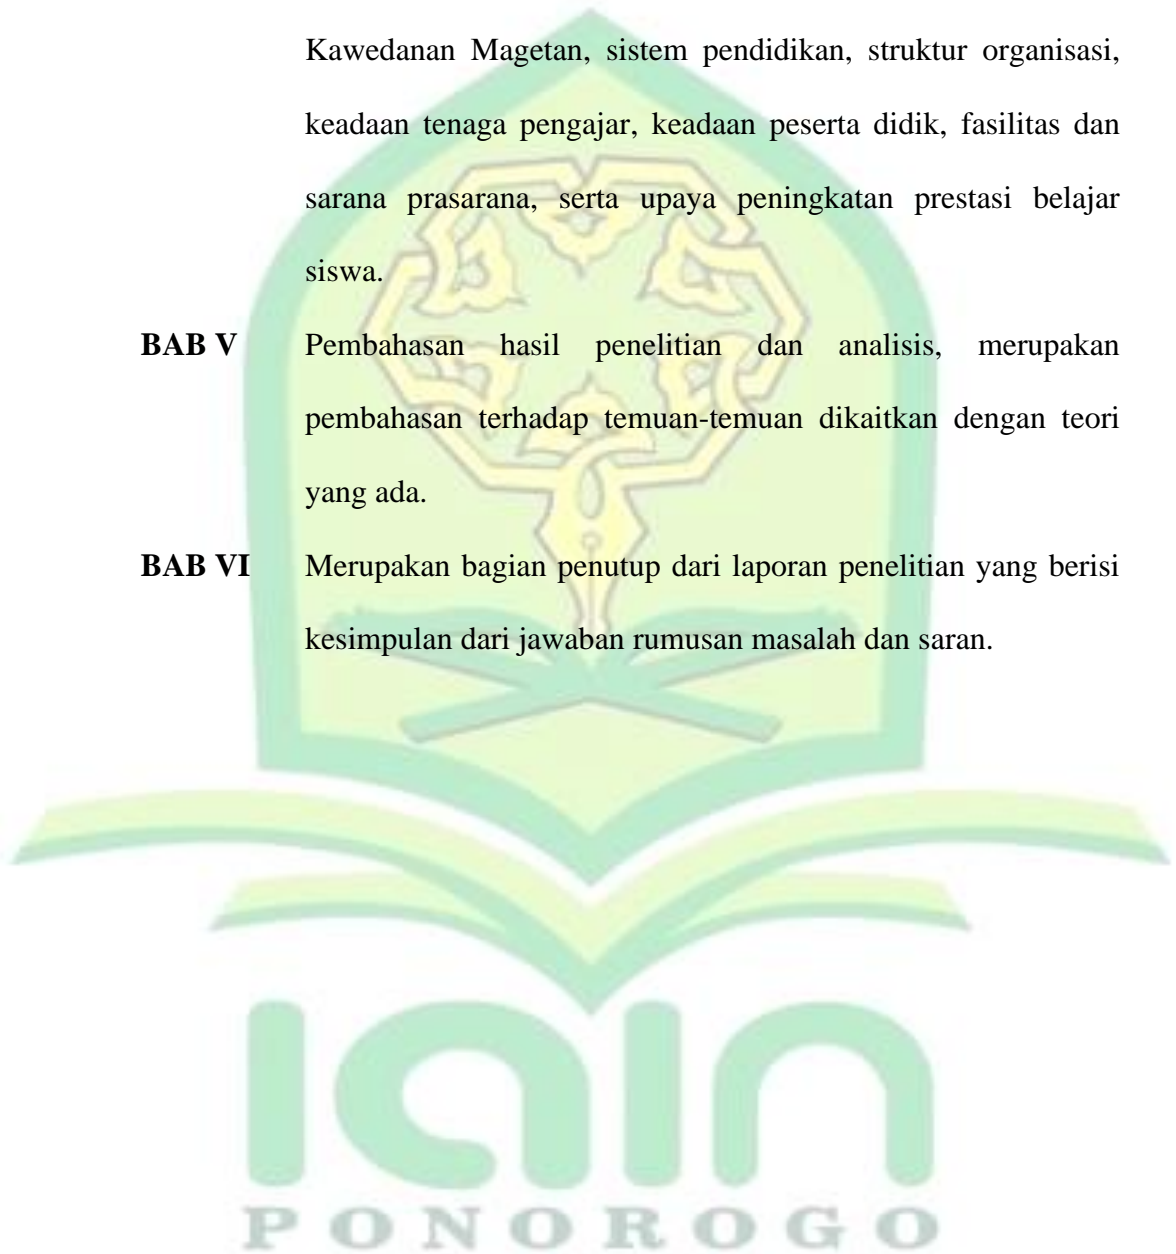 Kawedanan Magetan, sistem pendidikan, struktur organisasi,
keadaan tenaga pengajar, keadaan peserta didik, fasilitas dan
sarana prasarana, serta upaya peningkatan prestasi belajar
siswa.
BAB V Pembahasan hasil penelitian dan analisis, merupakan
pembahasan terhadap temuan-temuan dikaitkan dengan teori
yang ada.
BAB VI Merupakan bagian penutup dari laporan penelitian yang berisi
kesimpulan dari jawaban rumusan masalah dan saran.
iain
PONOROGO